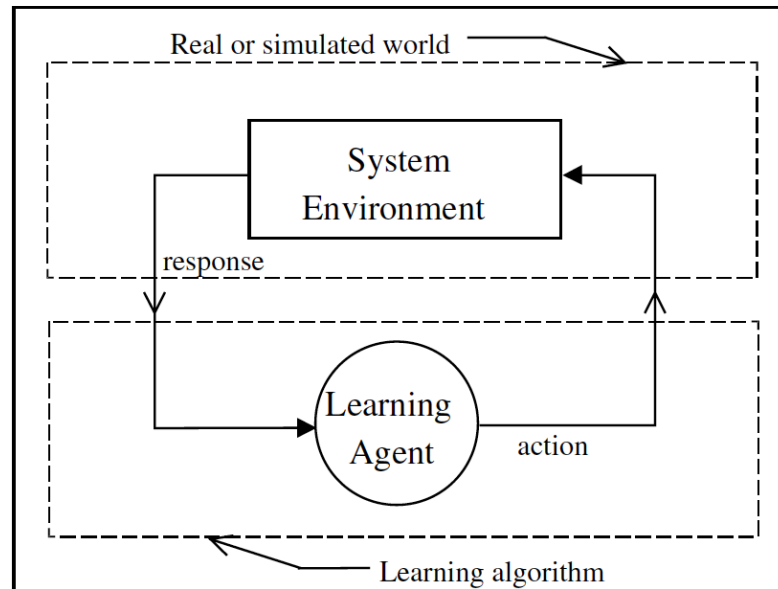 Real or simulated world
System
Environment
response
Learning
Agent
action
Learning algorithm